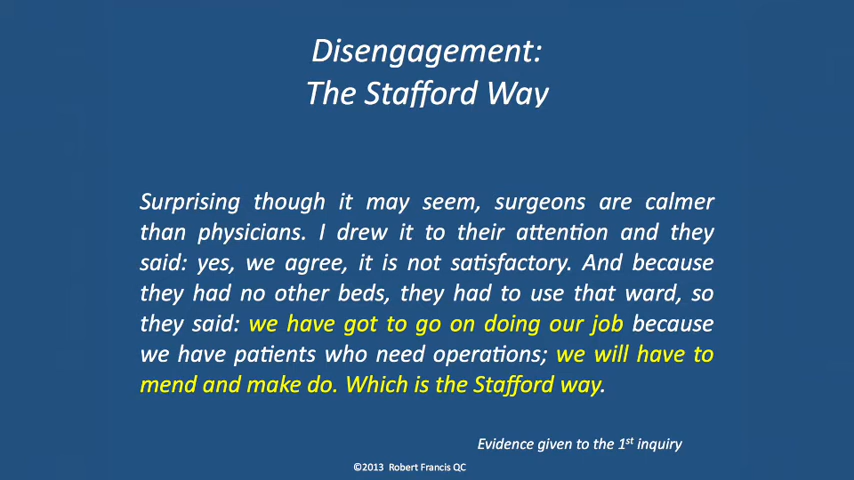 Disengagement:
The Stafford Way
Surprising though it may seem, surgeons are calmer
than physicians. I drew it to their attention and they
said: yes, we agree, it is not satisfactory. And because
they had no other beds, they had to use that ward, so
they said: we have got to go on doing our job because
we have patients who need operations; we will have to
mend and make do. Which is the Stafford way.
Evidence given to the 1st inquiry
©2013 Robert Francis QC